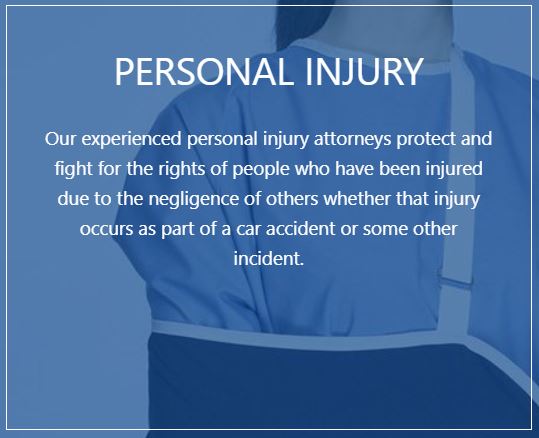 PERSONAL INJURY
Our experienced personal injury attorneys protect and
fight for the rights of people who have been injured
due to the negligence of others whether that injury
occurs as part of a car accident or some other
incident.